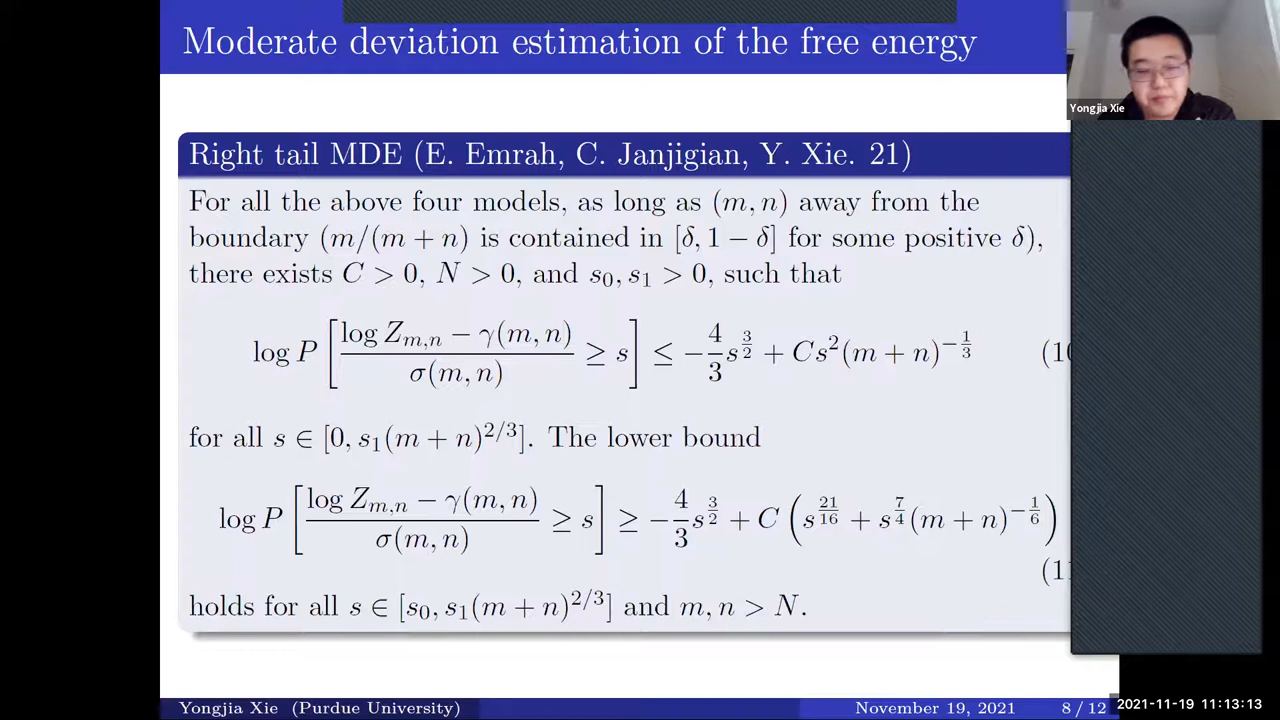 Moderate deviation estimation of the free energy
Yongjia Xie
Right tail MDE (E. Emrah, C. Janjigian, Y. Xie. 21)
For all the above four models, as long as (m, n) away from the
boundary (m/(m + n) is contained in [δ, 1 − δ] for some positive δ),
there exists C > 0, N > 0, and s₀, s₁ > 0, such that
log P [ (log Z_{m,n} − γ(m, n)) / σ(m, n) ≥ s ] ≤ −(4/3)s^{3/2} + Cs²(m + n)^{−1/3} (10
for all s ∈ [0, s₁(m + n)^{2/3}]. The lower bound
log P [ (log Z_{m,n} − γ(m, n)) / σ(m, n) ≥ s ] ≥ −(4/3)s^{3/2} + C ( s^{21/16} + s^{7/4}(m + n)^{−1/6} )
(11
holds for all s ∈ [s₀, s₁(m + n)^{2/3}] and m, n > N.
Yongjia Xie (Purdue University) November 19, 2021 8 / 12
2021-11-19 11:13:13